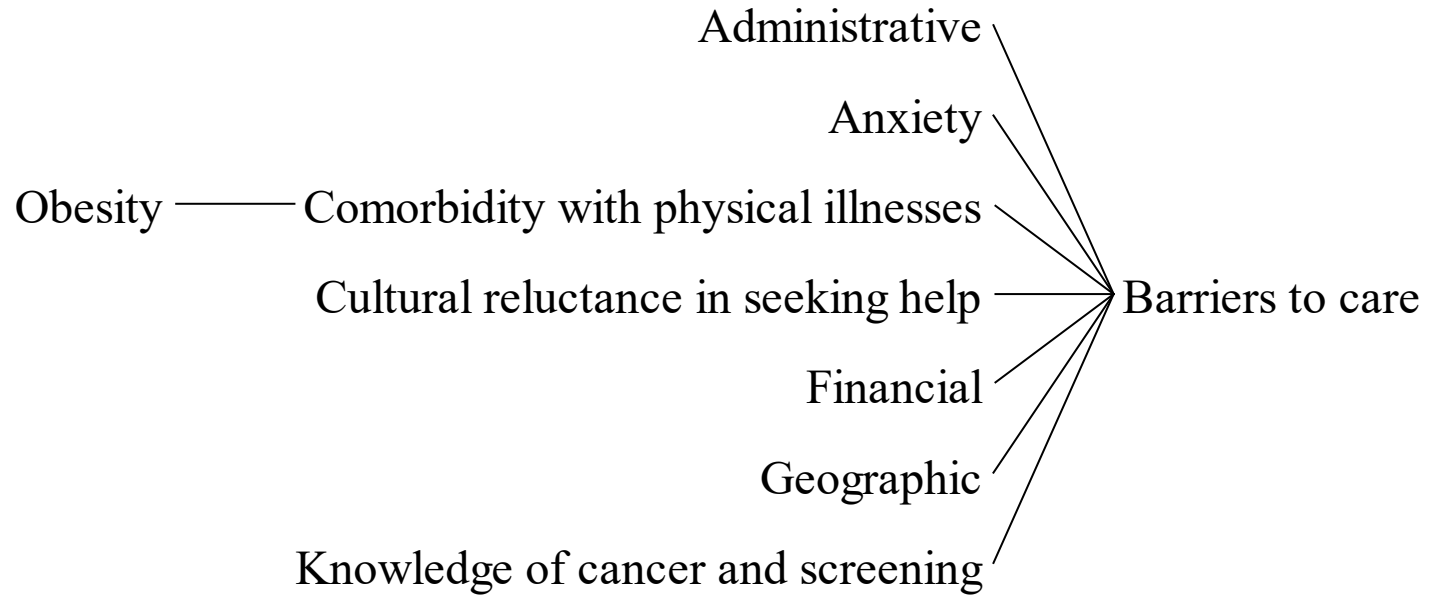 Administrative
Anxiety
Obesity
Comorbidity with physical illnesses
Cultural reluctance in seeking help
Barriers to care
Financial
Geographic
Knowledge of cancer and screening